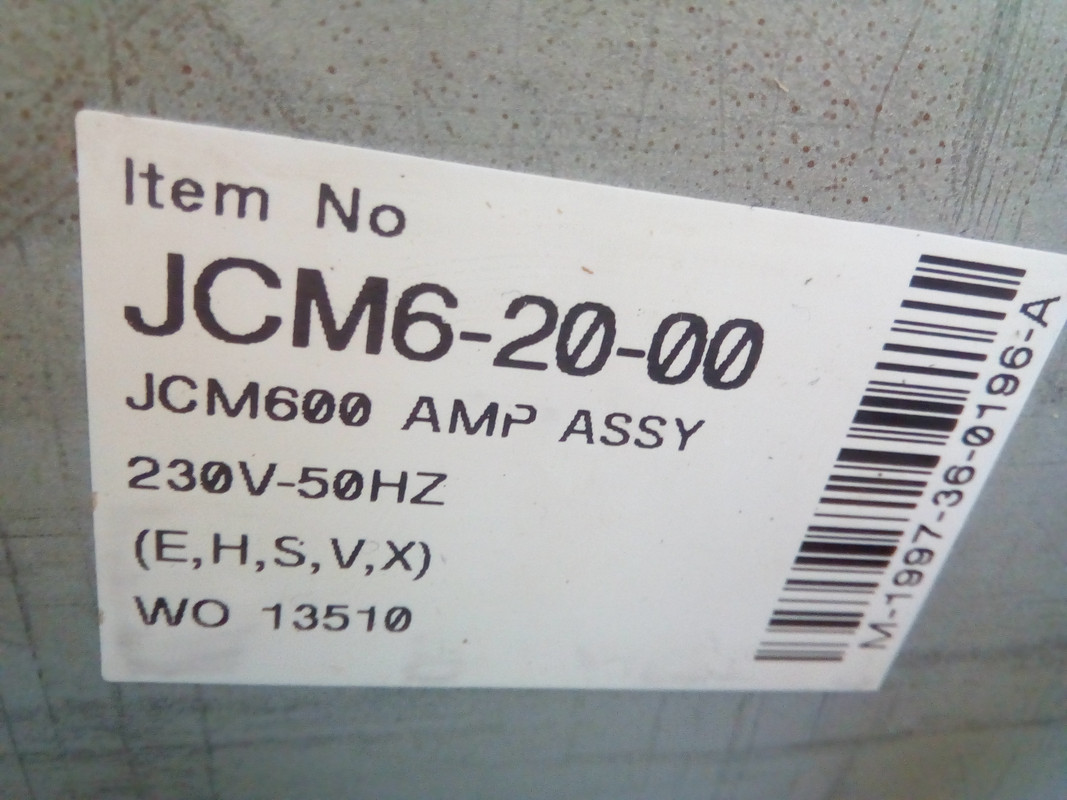 Item No
JCM6-20-00
JCM600 AMP ASSY
230V-50HZ
(E,H,S,V,X)
WO 13510
M-1997-36-0196-A